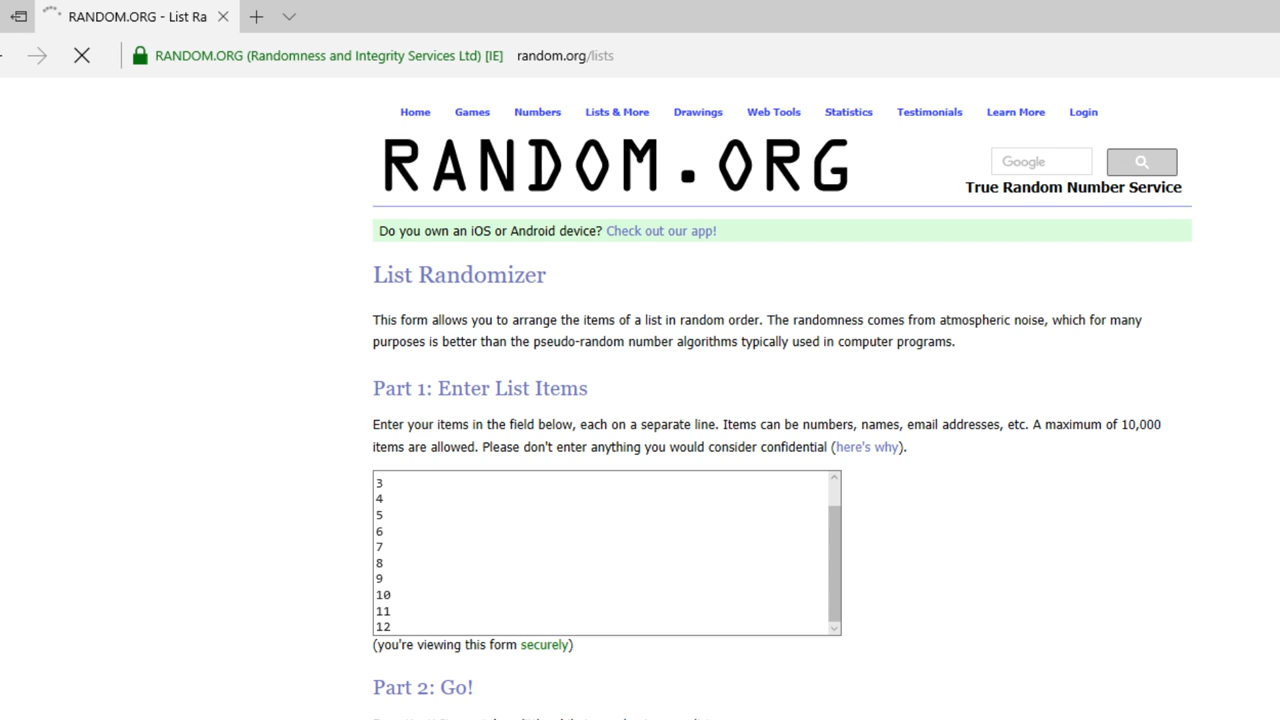 RANDOM.ORG - List Ra
RANDOM.ORG (Randomness and Integrity Services Ltd) [IE] random.org/lists
Home Games Numbers Lists & More Drawings Web Tools Statistics Testimonials Learn More Login
RANDOM.ORG
Google
True Random Number Service
Do you own an iOS or Android device? Check out our app!
List Randomizer
This form allows you to arrange the items of a list in random order. The randomness comes from atmospheric noise, which for many
purposes is better than the pseudo-random number algorithms typically used in computer programs.
Part 1: Enter List Items
Enter your items in the field below, each on a separate line. Items can be numbers, names, email addresses, etc. A maximum of 10,000
items are allowed. Please don't enter anything you would consider confidential (here's why).
3
4
5
6
7
8
9
10
11
12
(you're viewing this form securely)
Part 2: Go!